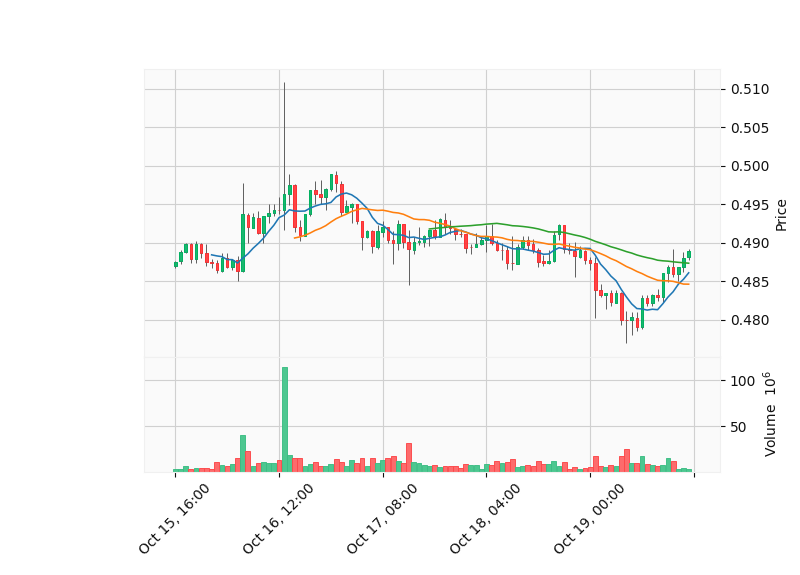 0.510
0.505
0.500
0.495
0.490
0.485
0.480
Price
100
50
Volume 10^6
Oct 15, 16:00
Oct 16, 12:00
Oct 17, 08:00
Oct 18, 04:00
Oct 19, 00:00